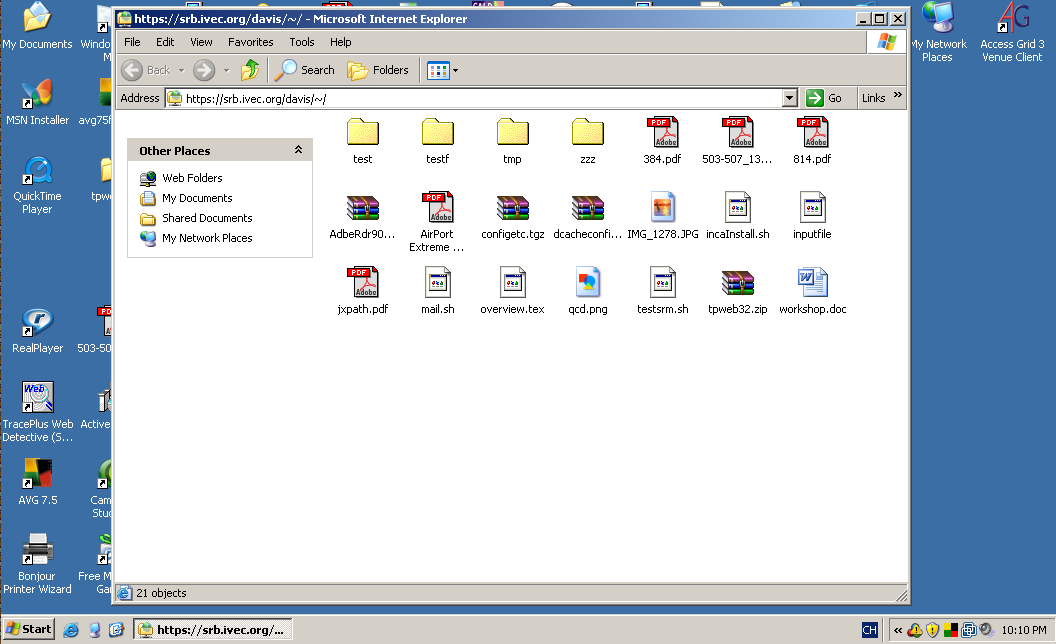 https://srb.ivec.org/davis/~/ - Microsoft Internet Explorer
File Edit View Favorites Tools Help
Back Search Folders
Address https://srb.ivec.org/davis/~/ Go Links »
Other Places
Web Folders
My Documents
Shared Documents
My Network Places
test testf tmp zzz 384.pdf 503-507_13... 814.pdf
AdbeRdr90... AirPort Extreme ... configetc.tgz dcacheconfi... IMG_1278.JPG incaInstall.sh inputfile
jxpath.pdf mail.sh overview.tex qcd.png testsrm.sh tpweb32.zip workshop.doc
21 objects
My Documents
MSN Installer
QuickTime
Player
RealPlayer
TracePlus Web
Detective (S...
AVG 7.5
Bonjour
Printer Wizard
Windo
M
avg75f
tpwe
503-50
Active
Cam
Stuc
Free M
Gar
My Network
Places
Access Grid 3
Venue Client
Start https://srb.ivec.org/... CH « 10:10 PM